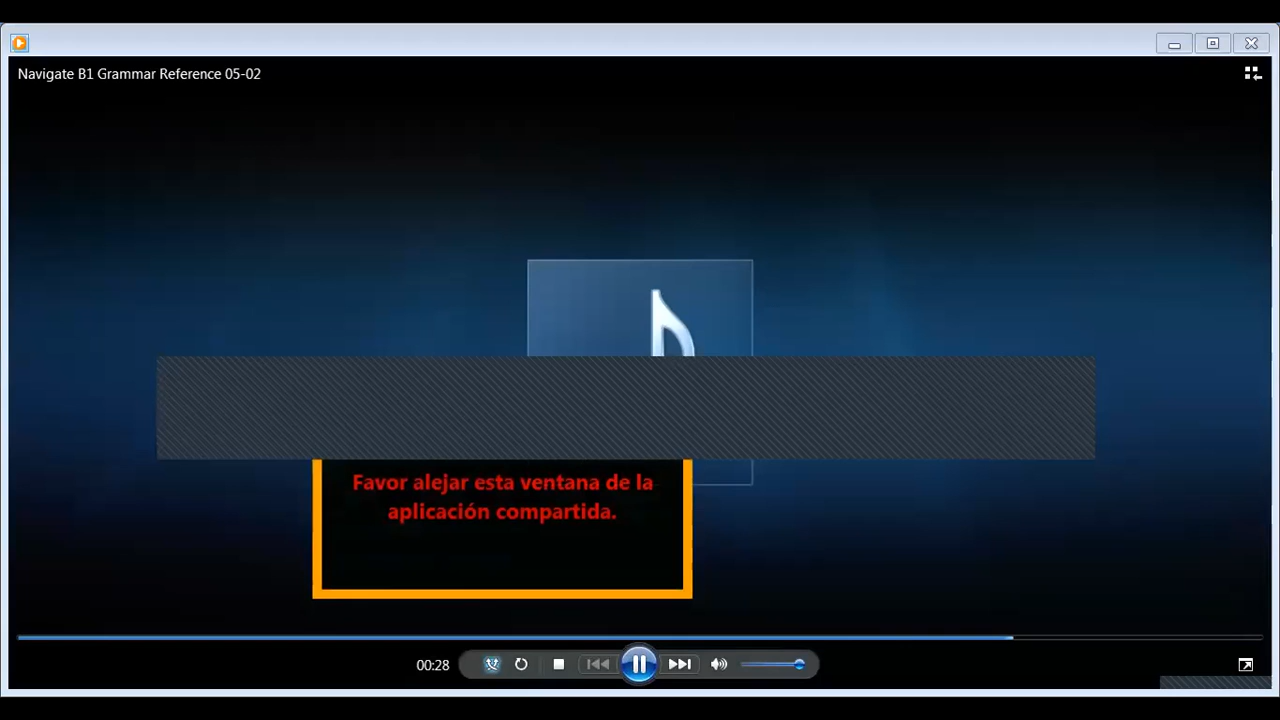 Navigate B1 Grammar Reference 05-02
Favor alejar esta ventana de la
aplicación compartida.
00:28